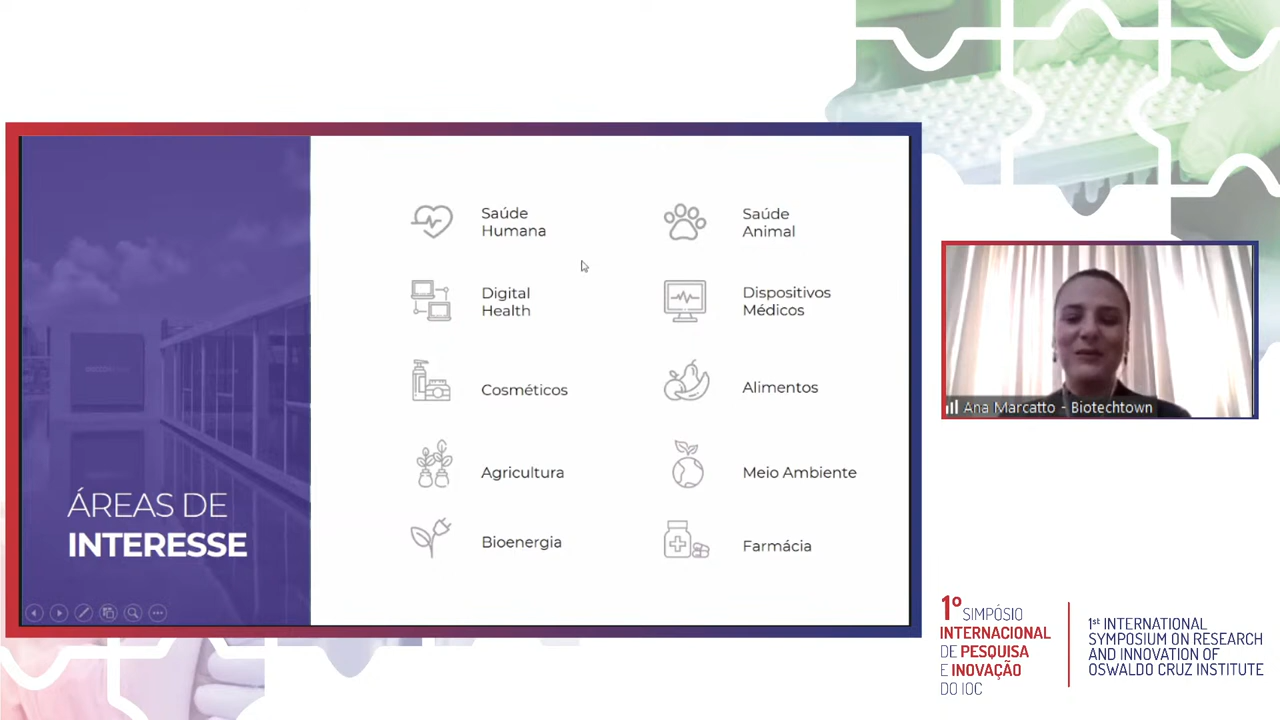 ÁREAS DE
INTERESSE
Saúde
Humana
Saúde
Animal
Digital
Health
Dispositivos
Médicos
Cosméticos
Alimentos
Agricultura
Meio Ambiente
Bioenergia
Farmácia
Ana Marcatto - Biotechtown
1º SIMPÓSIO
INTERNACIONAL
DE PESQUISA
E INOVAÇÃO
DO IOC
1st INTERNATIONAL
SYMPOSIUM ON RESEARCH
AND INNOVATION OF
OSWALDO CRUZ INSTITUTE